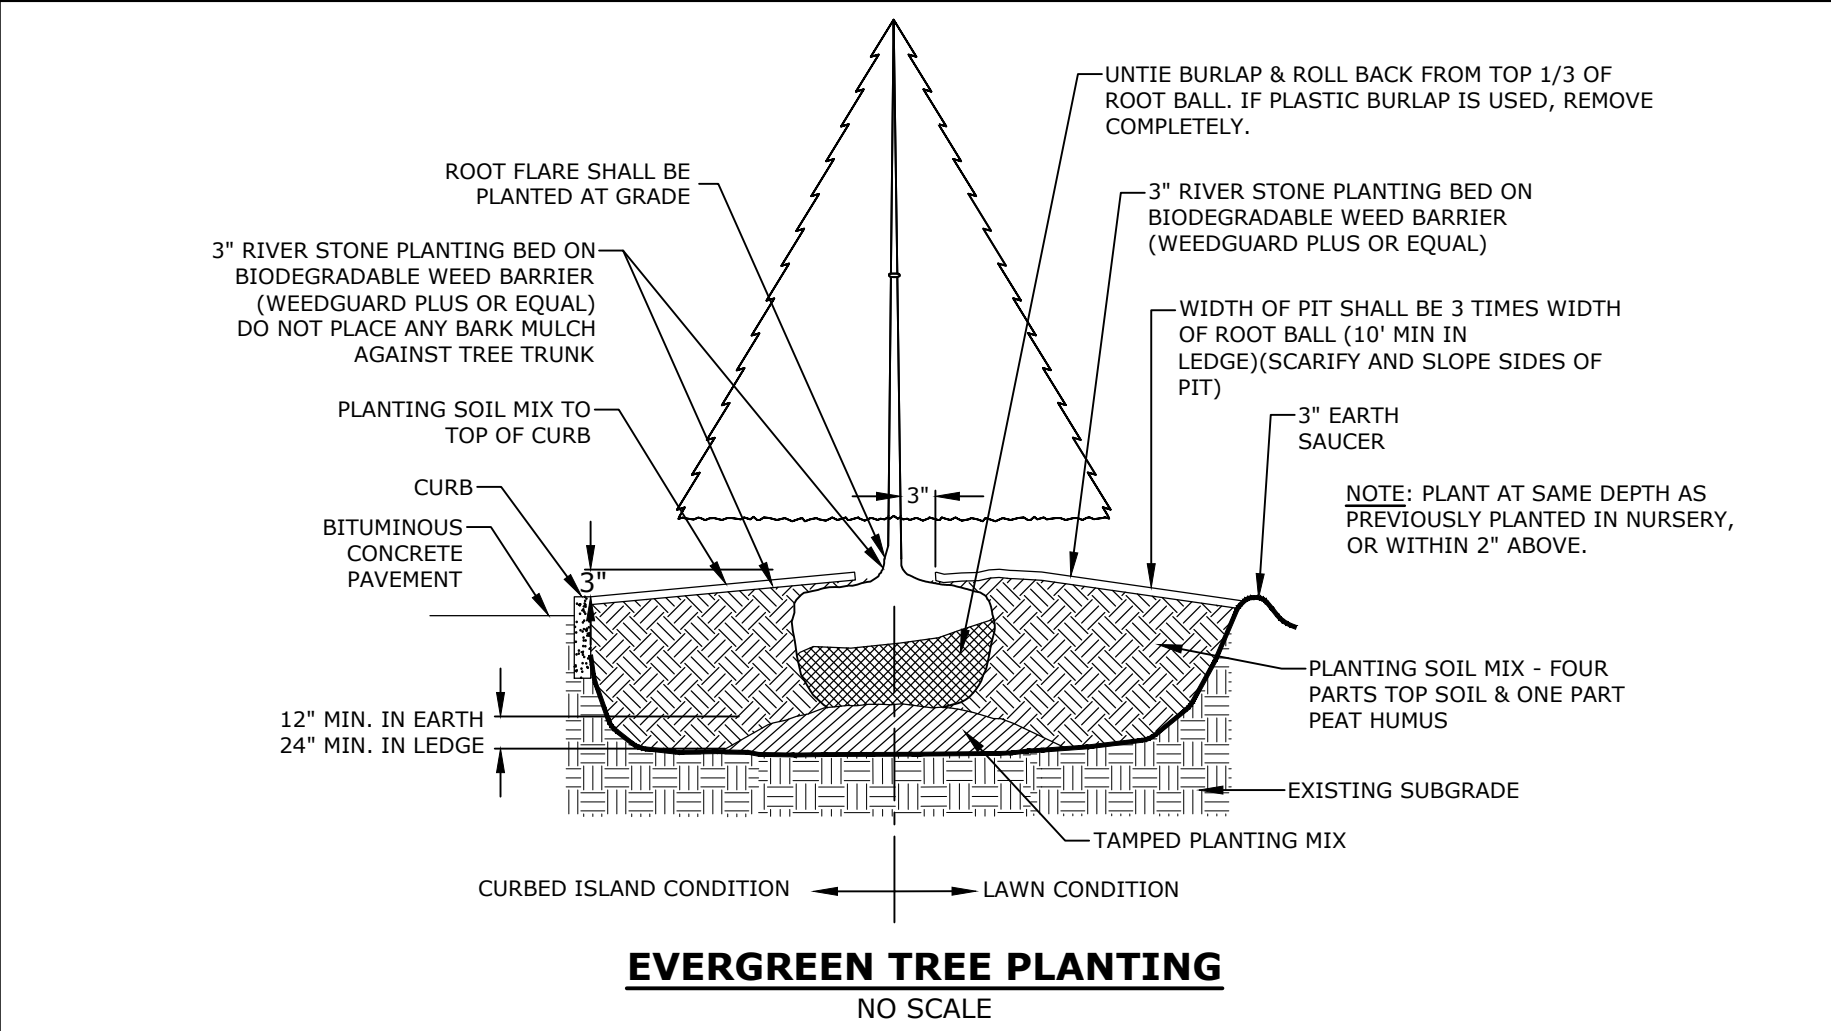 UNTIE BURLAP & ROLL BACK FROM TOP 1/3 OF
ROOT BALL. IF PLASTIC BURLAP IS USED, REMOVE
COMPLETELY.
ROOT FLARE SHALL BE
PLANTED AT GRADE
3" RIVER STONE PLANTING BED ON
BIODEGRADABLE WEED BARRIER
(WEEDGUARD PLUS OR EQUAL)
3" RIVER STONE PLANTING BED ON
BIODEGRADABLE WEED BARRIER
(WEEDGUARD PLUS OR EQUAL)
DO NOT PLACE ANY BARK MULCH
AGAINST TREE TRUNK
WIDTH OF PIT SHALL BE 3 TIMES WIDTH
OF ROOT BALL (10' MIN IN
LEDGE)(SCARIFY AND SLOPE SIDES OF
PIT)
PLANTING SOIL MIX TO
TOP OF CURB
3" EARTH
SAUCER
CURB
3"
NOTE: PLANT AT SAME DEPTH AS
PREVIOUSLY PLANTED IN NURSERY,
OR WITHIN 2" ABOVE.
BITUMINOUS
CONCRETE
PAVEMENT
3"
PLANTING SOIL MIX - FOUR
PARTS TOP SOIL & ONE PART
PEAT HUMUS
12" MIN. IN EARTH
24" MIN. IN LEDGE
EXISTING SUBGRADE
TAMPED PLANTING MIX
CURBED ISLAND CONDITION
LAWN CONDITION
EVERGREEN TREE PLANTING
NO SCALE